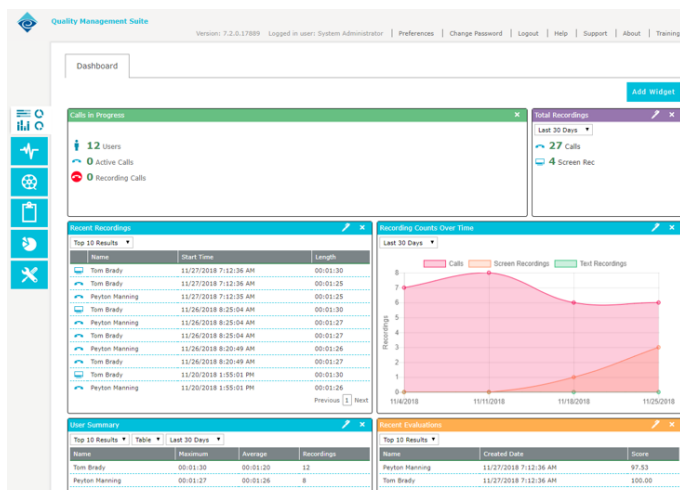 Quality Management Suite
Version: 7.2.0.17889 Logged in user: System Administrator | Preferences | Change Password | Logout | Help | Support | About | Training
Dashboard
Add Widget
Calls in Progress
12 Users
0 Active Calls
0 Recording Calls
Total Recordings
Last 30 Days
27 Calls
4 Screen Rec
Recent Recordings
Top 10 Results
Name Start Time Length
Tom Brady 11/27/2018 7:12:36 AM 00:01:30
Tom Brady 11/27/2018 7:12:36 AM 00:01:25
Peyton Manning 11/27/2018 7:12:35 AM 00:01:25
Tom Brady 11/26/2018 8:25:04 AM 00:01:30
Peyton Manning 11/26/2018 8:25:04 AM 00:01:27
Tom Brady 11/26/2018 8:25:04 AM 00:01:27
Peyton Manning 11/26/2018 8:20:49 AM 00:01:26
Tom Brady 11/26/2018 8:20:49 AM 00:01:27
Tom Brady 11/20/2018 1:55:01 PM 00:01:30
Peyton Manning 11/20/2018 1:55:01 PM 00:01:26
Previous 1 Next
Recording Counts Over Time
Last 30 Days
Calls Screen Recordings Text Recordings
Recordings
8
7
6
5
4
3
2
1
0
11/4/2018 11/11/2018 11/18/2018 11/25/2018
User Summary
Top 10 Results Table Last 30 Days
Name Maximum Average Recordings
Tom Brady 00:01:30 00:01:20 12
Peyton Manning 00:01:27 00:01:26 8
Recent Evaluations
Top 10 Results
Name Created Date Score
Peyton Manning 11/27/2018 7:12:36 AM 97.53
Tom Brady 11/27/2018 7:12:36 AM 100.00